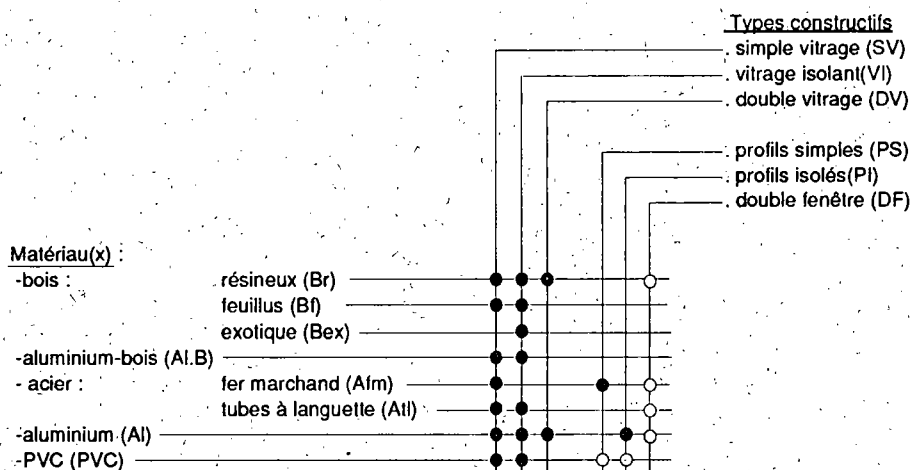 Types constructifs
. simple vitrage (SV)
. vitrage isolant(VI)
. double vitrage (DV)
. profils simples (PS)
. profils isolés(PI)
. double fenêtre (DF)
Matériau(x) :
-bois : résineux (Br)
feuillus (Bf)
exotique (Bex)
-aluminium-bois (Al.B)
- acier : fer marchand (Afm)
tubes à languette (Atl)
-aluminium (Al)
-PVC (PVC)